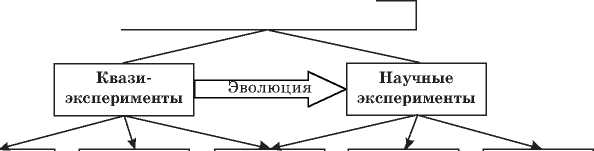 Квази-
эксперименты
Эволюция
Научные
эксперименты